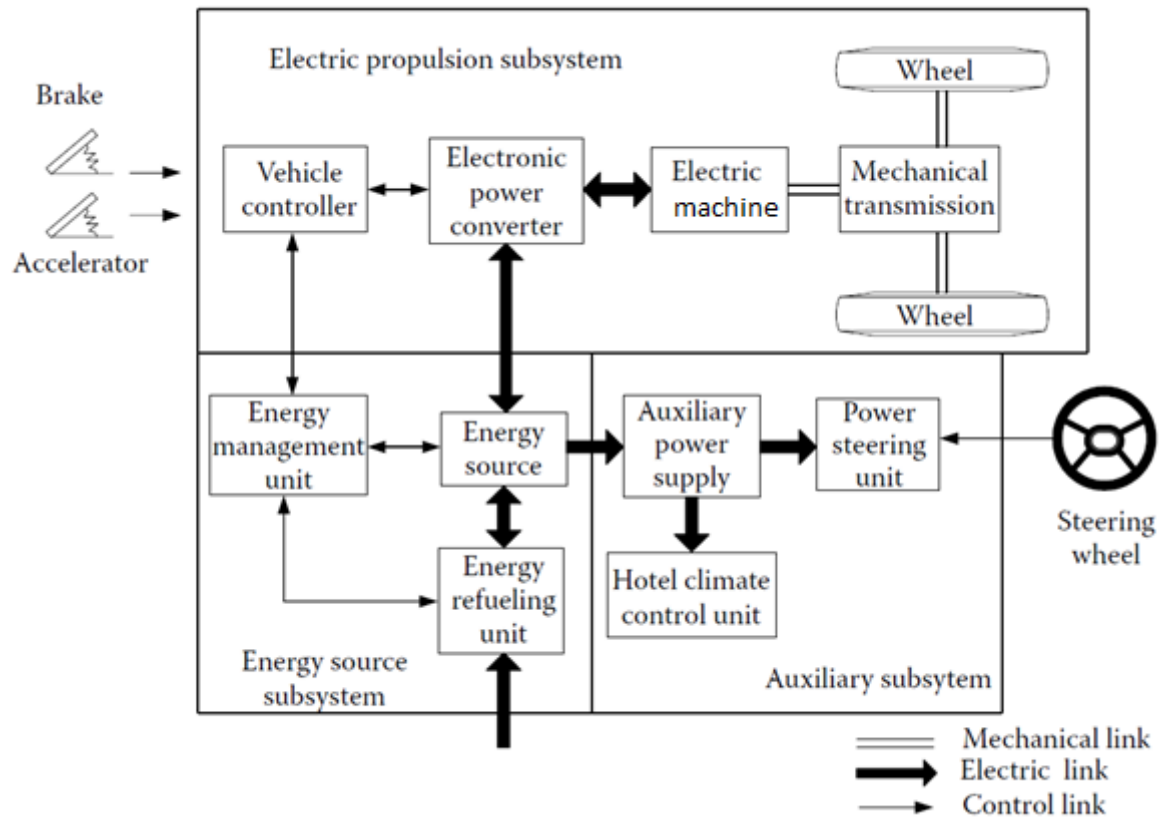 Electric propulsion subsystem
Wheel
Brake
Vehicle
controller
Electronic
power
converter
Electric
machine
Mechanical
transmission
Accelerator
Wheel
Energy
management
unit
Energy
source
Auxiliary
power
supply
Power
steering
unit
Steering
wheel
Energy
refueling
unit
Hotel climate
control unit
Energy source
subsystem
Auxiliary subsytem
Mechanical link
Electric link
Control link